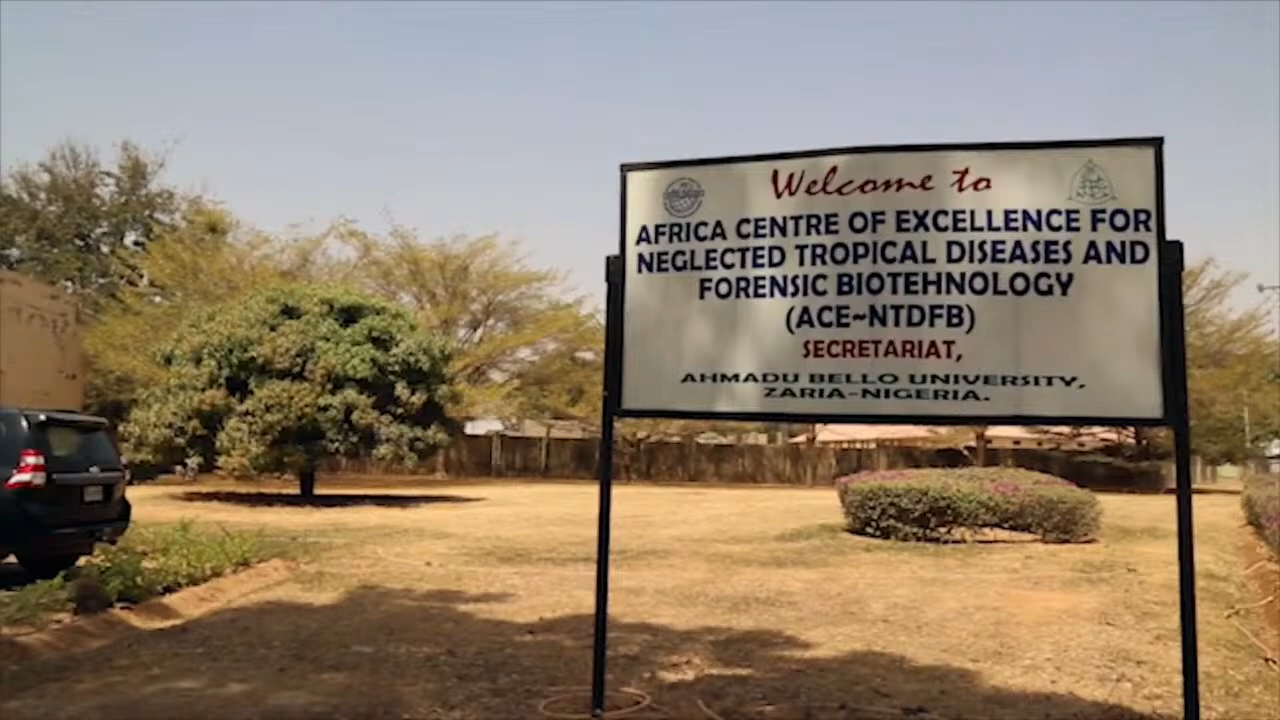 Welcome to
AFRICA CENTRE OF EXCELLENCE FOR
NEGLECTED TROPICAL DISEASES AND
FORENSIC BIOTEHNOLOGY
(ACE~NTDFB)
SECRETARIAT,
AHMADU BELLO UNIVERSITY,
ZARIA-NIGERIA.